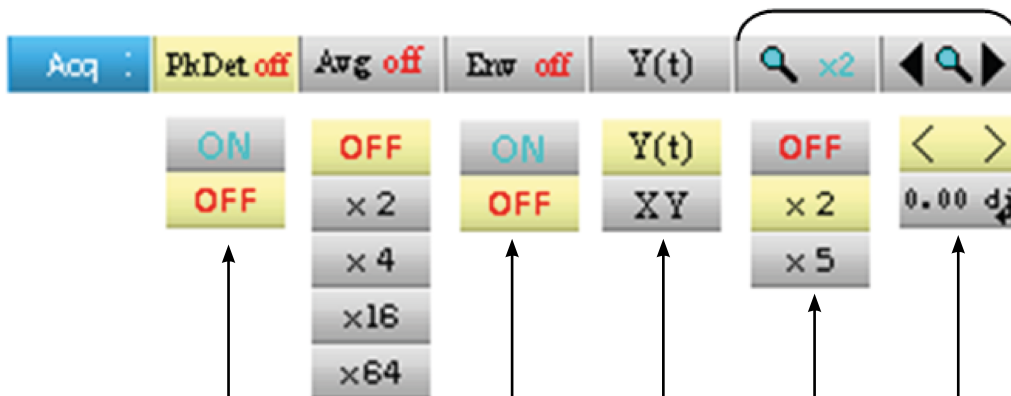 Acq :
PkDet off
Avg off
Env off
Y(t)
×2
ON
OFF
OFF
× 2
× 4
×16
×64
ON
OFF
Y(t)
XY
OFF
× 2
× 5
< >
0.00